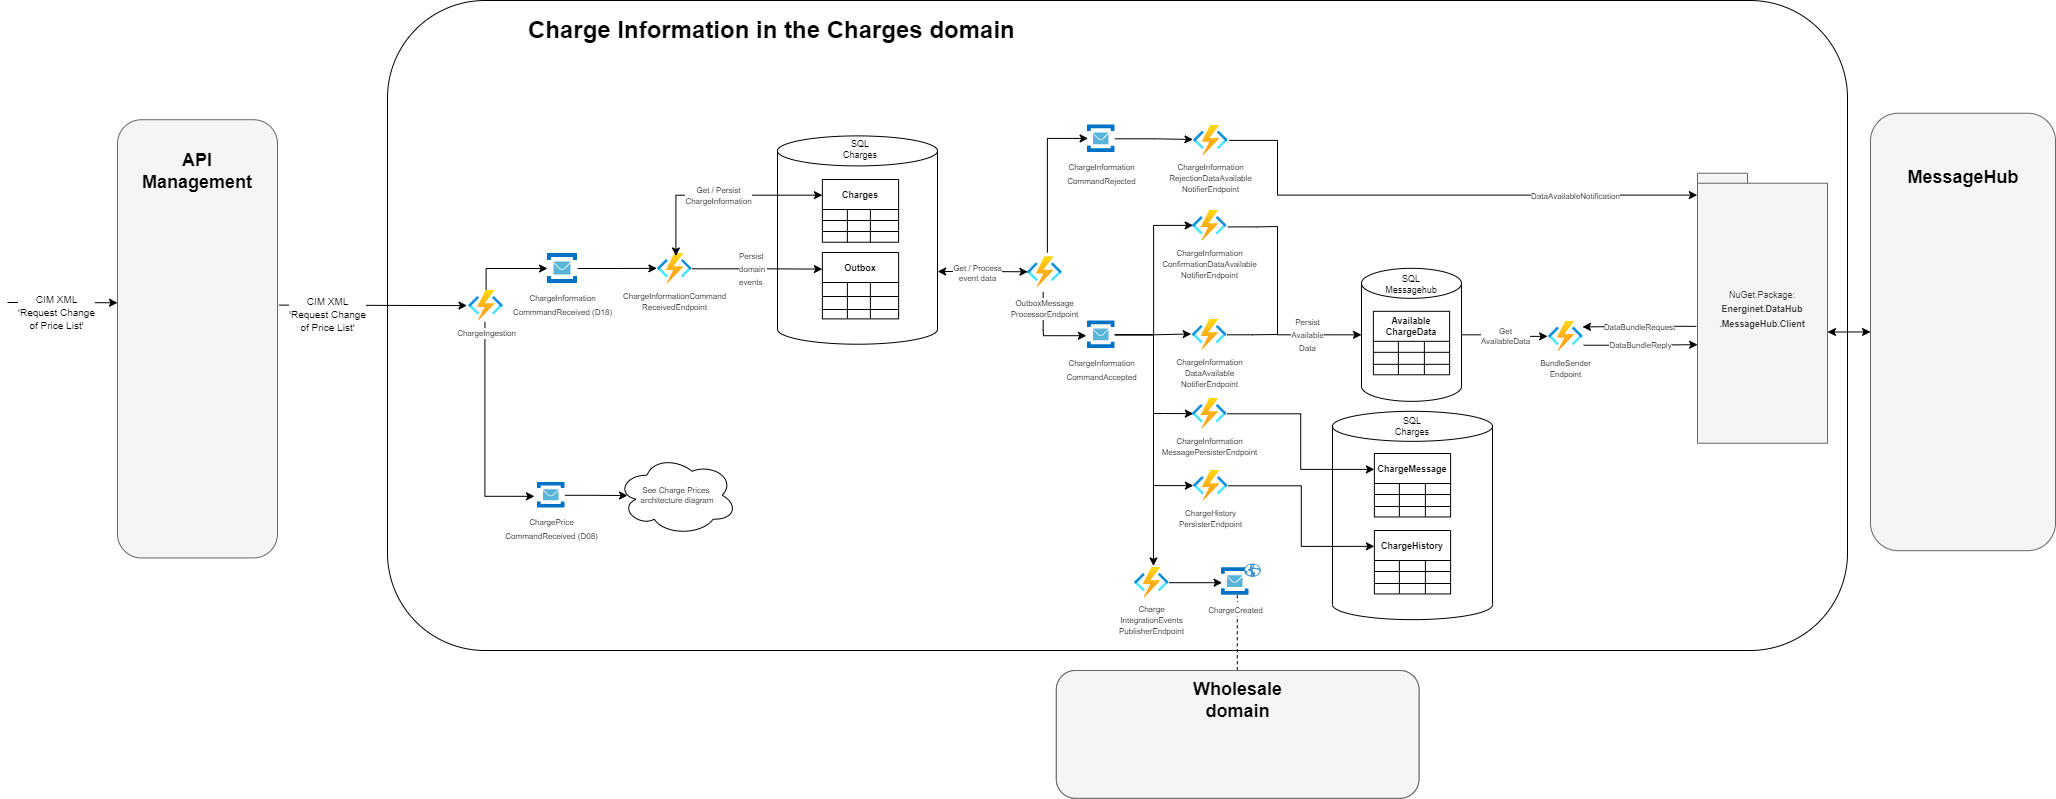 Charge Information in the Charges domain
API
Management
CIM XML
'Request Change
of Price List'
CIM XML
'Request Change
of Price List'
ChargeIngestion
ChargeInformation
CommmandReceived (D18)
ChargePrice
CommandReceived (D08)
See Charge Prices
architecture diagram
ChargeInformationCommand
ReceivedEndpoint
Get / Persist
ChargeInformation
Persist
domain
events
SQL
Charges
Charges
Outbox
Get / Process
event data
OutboxMessage
ProcessorEndpoint
ChargeInformation
CommandRejected
ChargeInformation
RejectionDataAvailable
NotifierEndpoint
DataAvailableNotification
ChargeInformation
ConfirmationDataAvailable
NotifierEndpoint
ChargeInformation
CommandAccepted
ChargeInformation
DataAvailable
NotifierEndpoint
Persist
Available
Data
SQL
Messagehub
Available
ChargeData
Get
AvailableData
BundleSender
Endpoint
DataBundleRequest
DataBundleReply
NuGet.Package:
Energinet.DataHub
.MessageHub.Client
MessageHub
ChargeInformation
MessagePersisterEndpoint
ChargeHistory
PersisterEndpoint
SQL
Charges
ChargeMessage
ChargeHistory
Charge
IntegrationEvents
PublisherEndpoint
ChargeCreated
Wholesale
domain